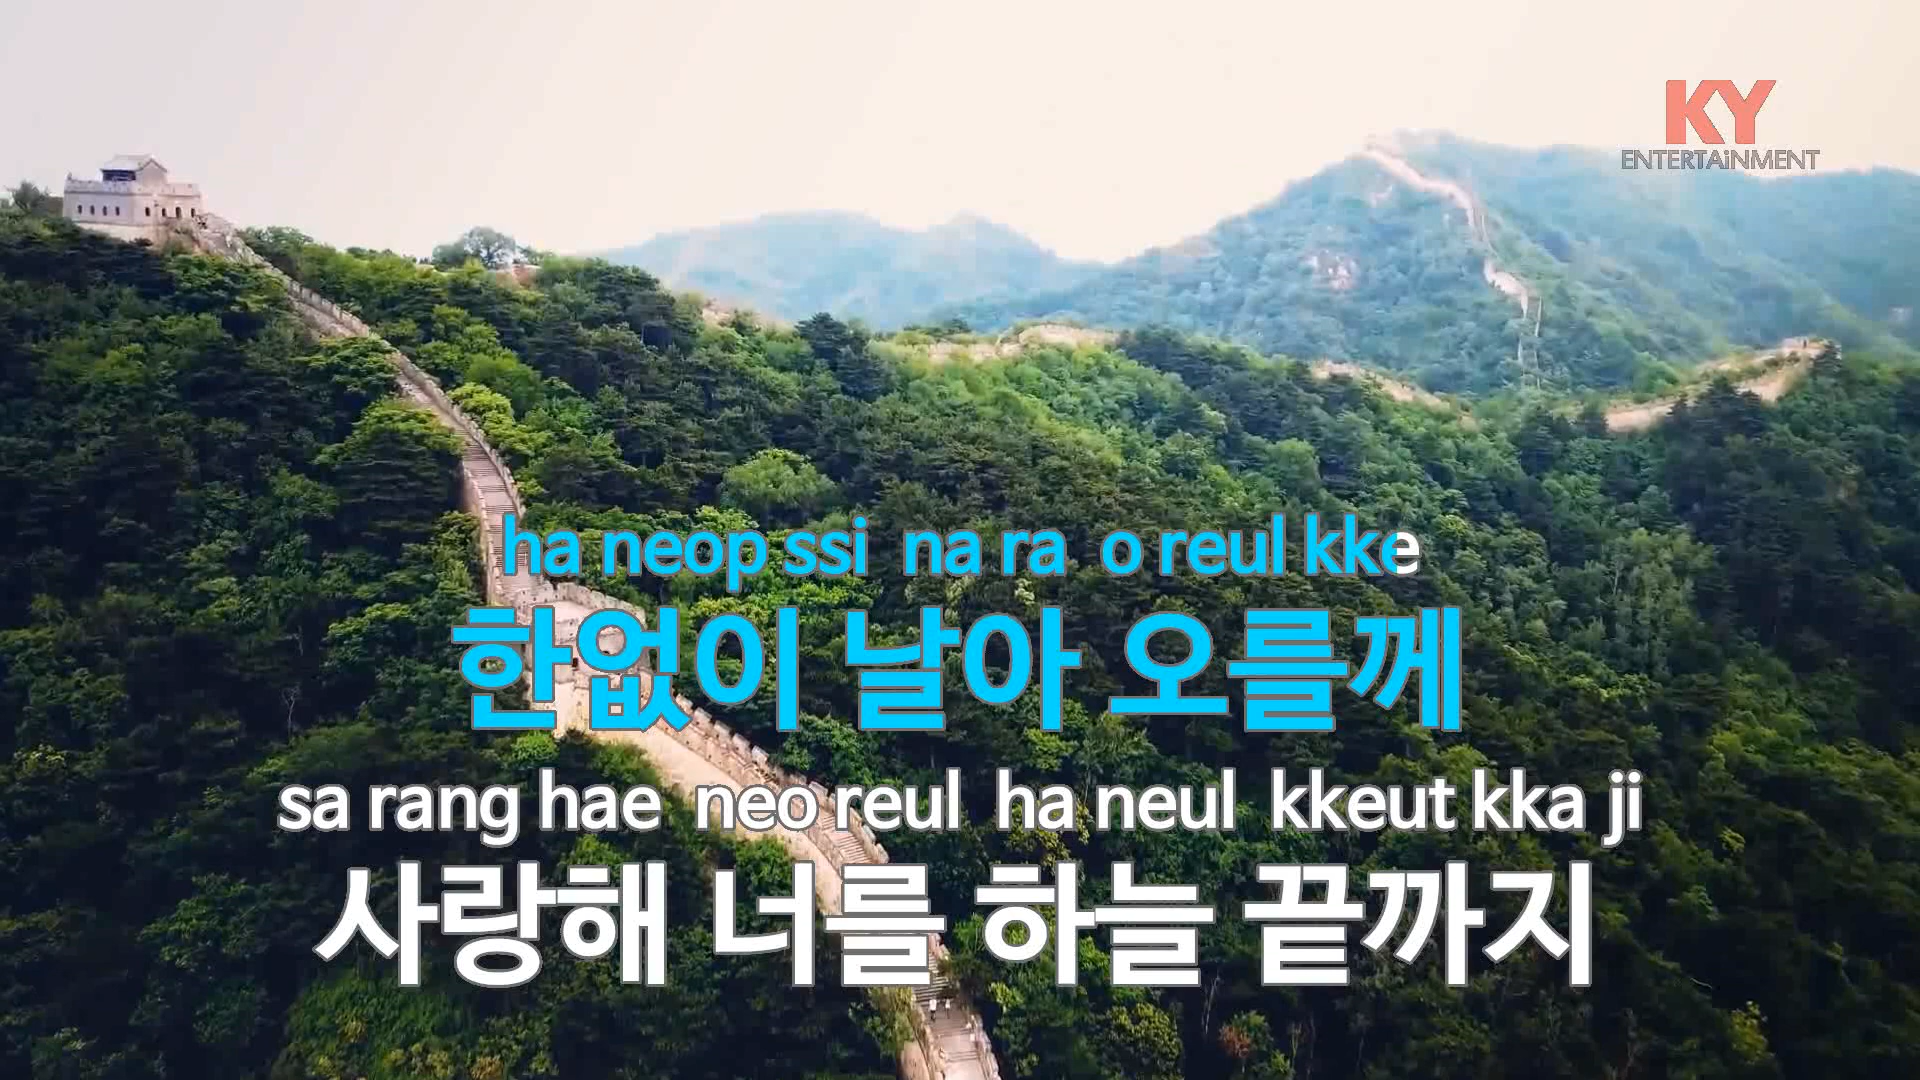 KY
ENTERTAiNMENT
ha neop ssi na ra o reul kke
한없이 날아 오를께
sa rang hae neo reul ha neul kkeut kka ji
사랑해 너를 하늘 끝까지